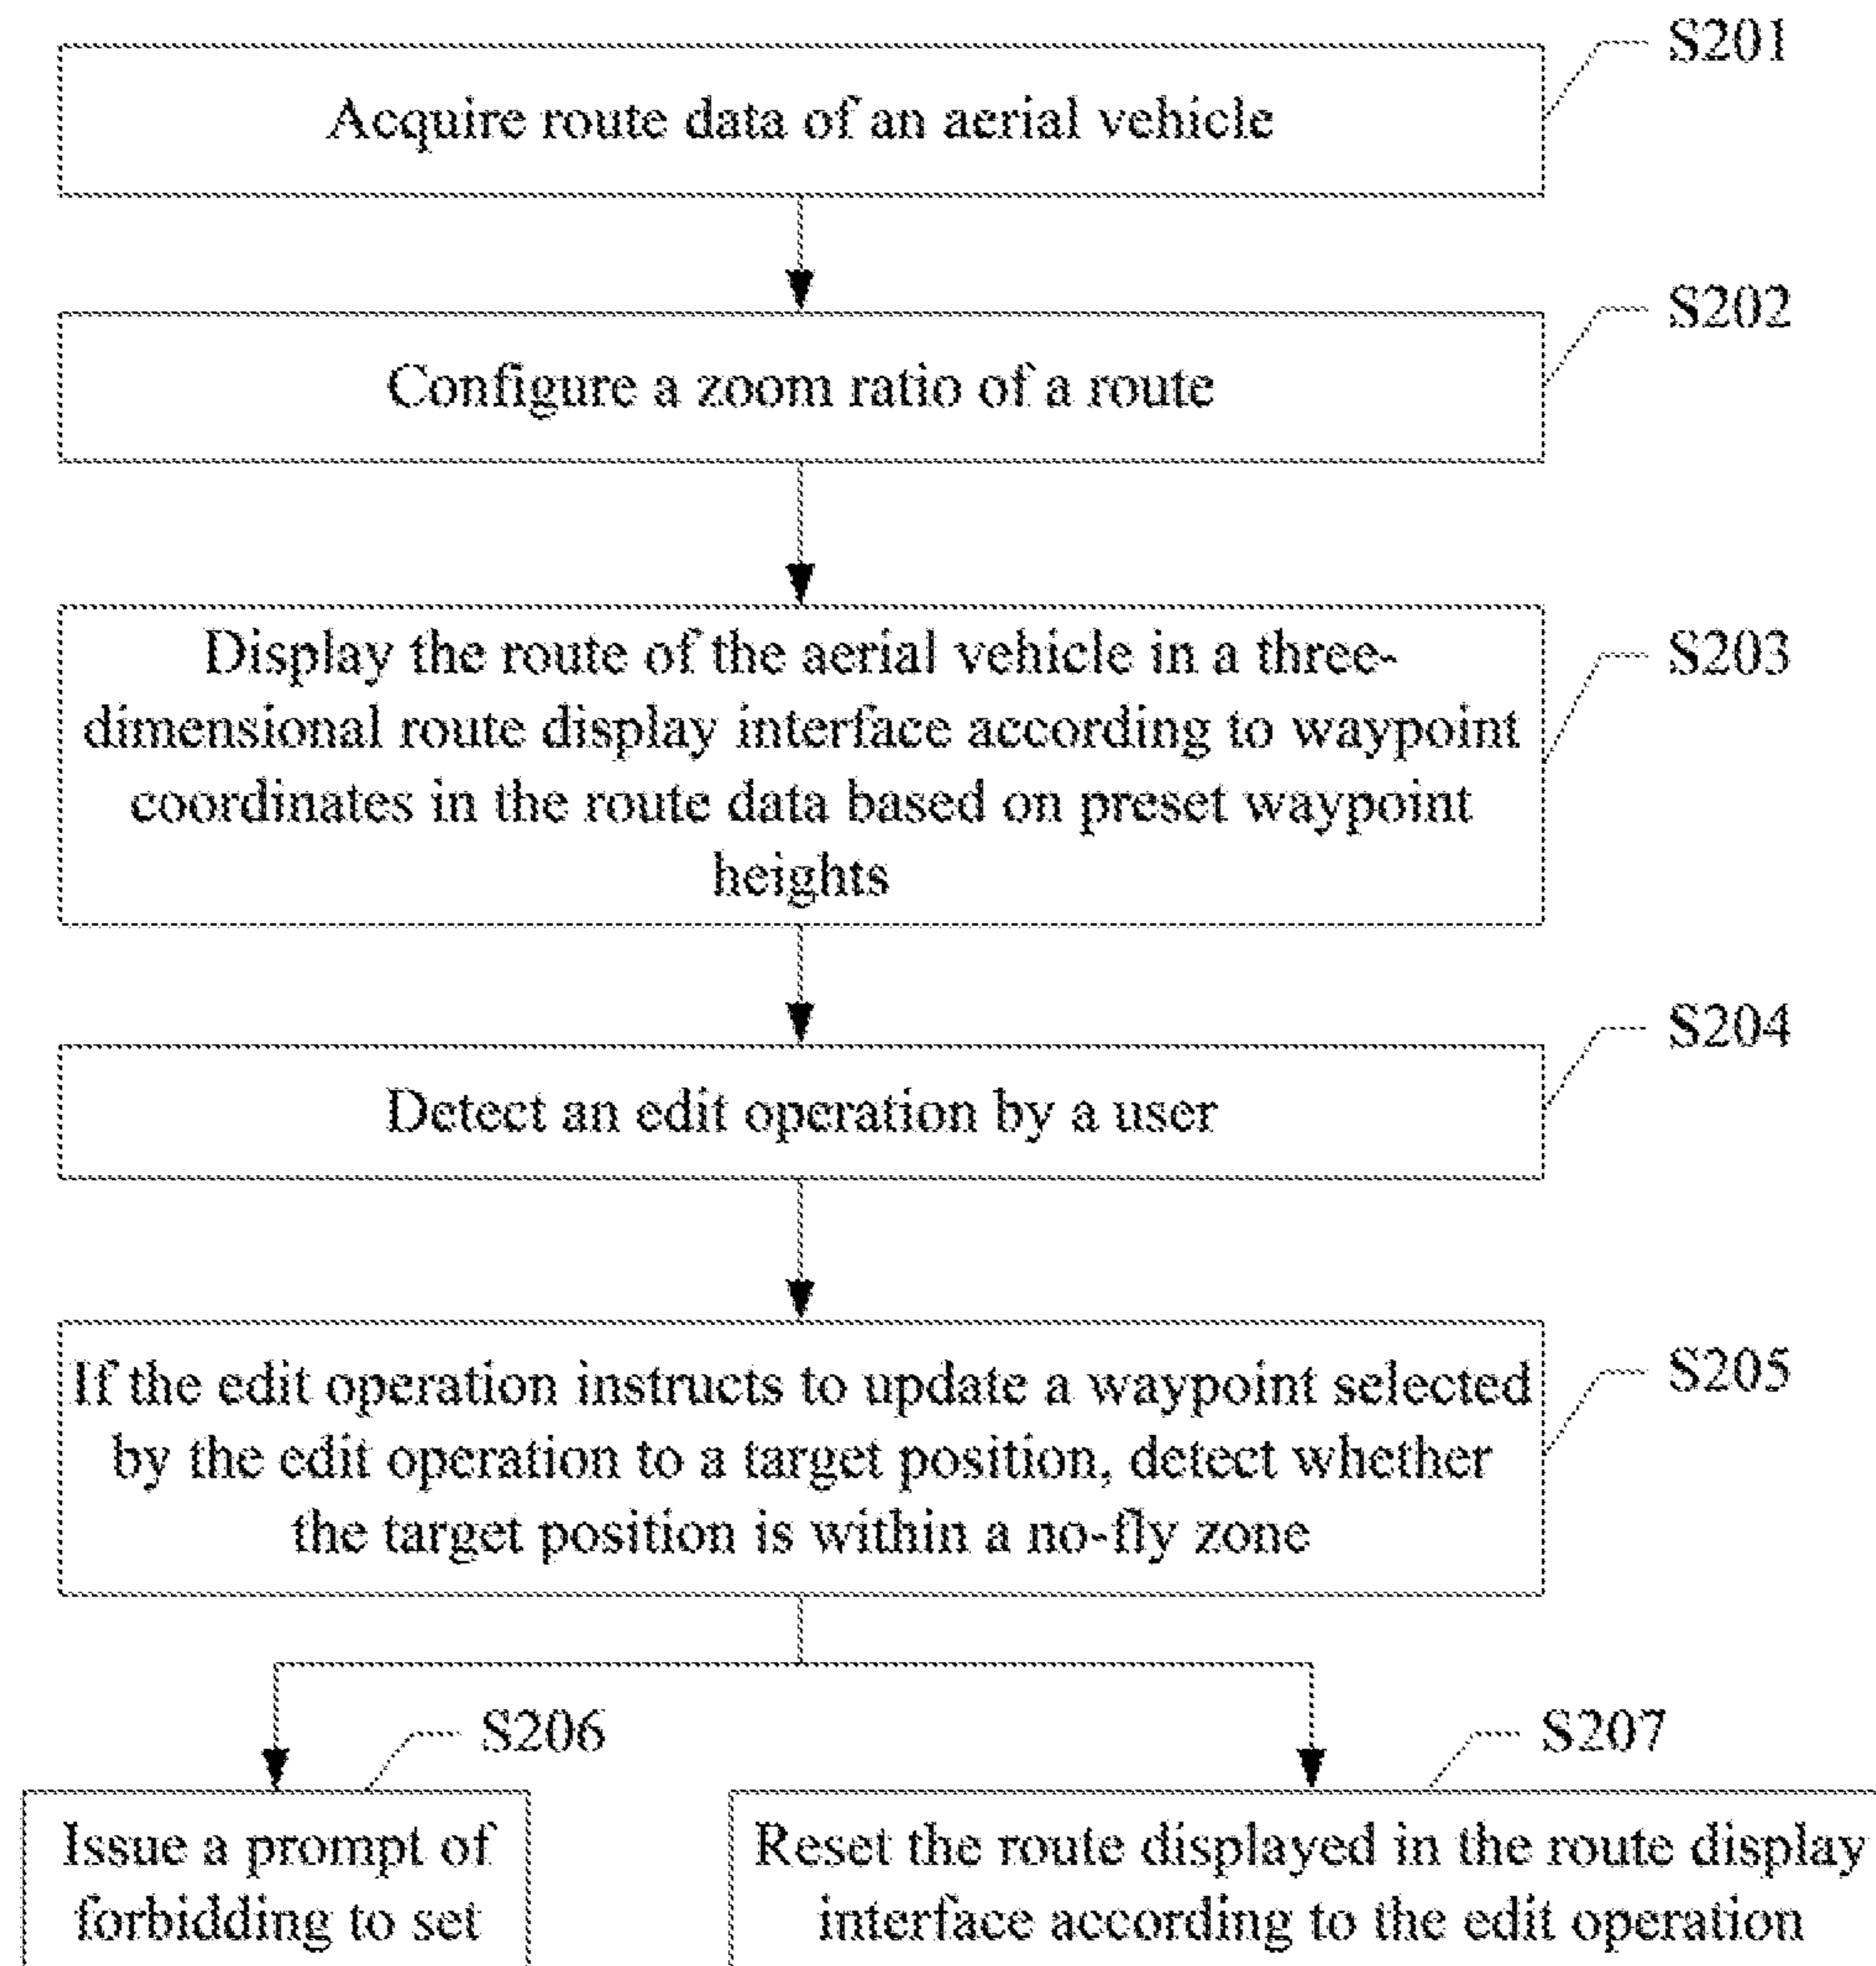 S201
Acquire route data of an aerial vehicle
S202
Configure a zoom ratio of a route
S203
Display the route of the aerial vehicle in a three-
dimensional route display interface according to waypoint
coordinates in the route data based on preset waypoint
heights
S204
Detect an edit operation by a user
S205
If the edit operation instructs to update a waypoint selected
by the edit operation to a target position, detect whether
the target position is within a no-fly zone
S206
Issue a prompt of
forbidding to set
S207
Reset the route displayed in the route display
interface according to the edit operation